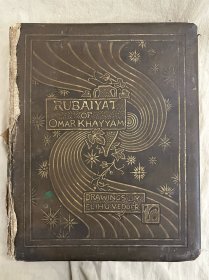 RUBAIYAT
OF
OMAR KHAYYAM
DRAWINGS BY
ELIHU VEDDER